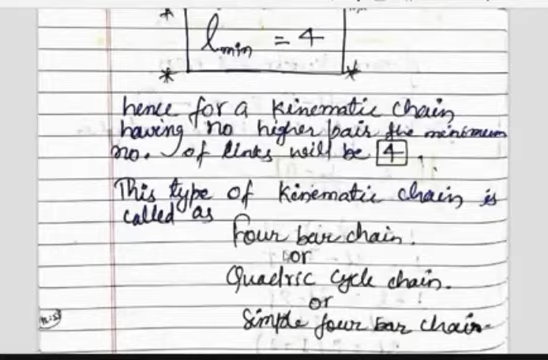 l min = 4
hence for a kinematic chain
having no higher pair the minimum
no. of links will be 4.
This type of kinematic chain is
called as
Four bar chain.
or
Quadric cycle chain.
or
Simple four bar chain